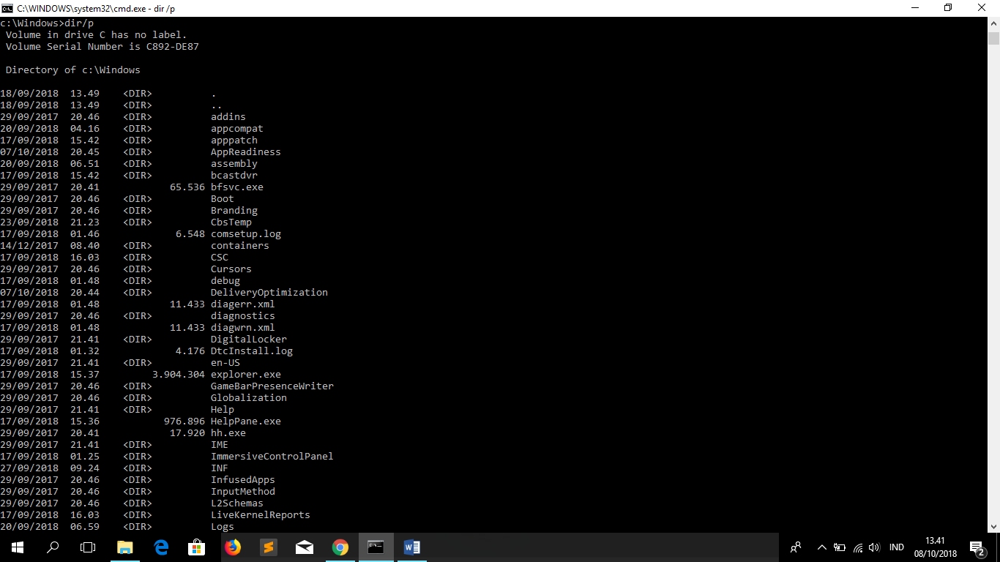 C:\WINDOWS\system32\cmd.exe - dir /p
c:\Windows>dir/p
 Volume in drive C has no label.
 Volume Serial Number is C892-DE87

 Directory of c:\Windows

18/09/2018  13.49    <DIR>          .
18/09/2018  13.49    <DIR>          ..
29/09/2017  20.46    <DIR>          addins
20/09/2018  04.16    <DIR>          appcompat
17/09/2018  15.42    <DIR>          apppatch
07/10/2018  20.45    <DIR>          AppReadiness
20/09/2018  06.51    <DIR>          assembly
17/09/2018  15.42    <DIR>          bcastdvr
29/09/2017  20.41            65.536 bfsvc.exe
29/09/2017  20.46    <DIR>          Boot
29/09/2017  20.46    <DIR>          Branding
23/09/2018  21.23    <DIR>          CbsTemp
17/09/2018  01.46             6.548 comsetup.log
14/12/2017  08.40    <DIR>          containers
17/09/2018  16.03    <DIR>          CSC
29/09/2017  20.46    <DIR>          Cursors
17/09/2018  01.48    <DIR>          debug
07/10/2018  20.44    <DIR>          DeliveryOptimization
17/09/2018  01.48            11.433 diagerr.xml
29/09/2017  20.46    <DIR>          diagnostics
17/09/2018  01.48            11.433 diagwrn.xml
29/09/2017  21.41    <DIR>          DigitalLocker
17/09/2018  01.32             4.176 DtcInstall.log
29/09/2017  21.41    <DIR>          en-US
17/09/2018  15.37         3.904.304 explorer.exe
29/09/2017  20.46    <DIR>          GameBarPresenceWriter
29/09/2017  20.46    <DIR>          Globalization
29/09/2017  21.41    <DIR>          Help
17/09/2018  15.36           976.896 HelpPane.exe
29/09/2017  20.41            17.920 hh.exe
29/09/2017  21.41    <DIR>          IME
17/09/2018  01.25    <DIR>          ImmersiveControlPanel
27/09/2018  09.24    <DIR>          INF
29/09/2017  20.46    <DIR>          InfusedApps
29/09/2017  20.46    <DIR>          InputMethod
29/09/2017  20.46    <DIR>          L2Schemas
17/09/2018  16.03    <DIR>          LiveKernelReports
20/09/2018  06.59    <DIR>          Logs
IND
13.41
08/10/2018
2